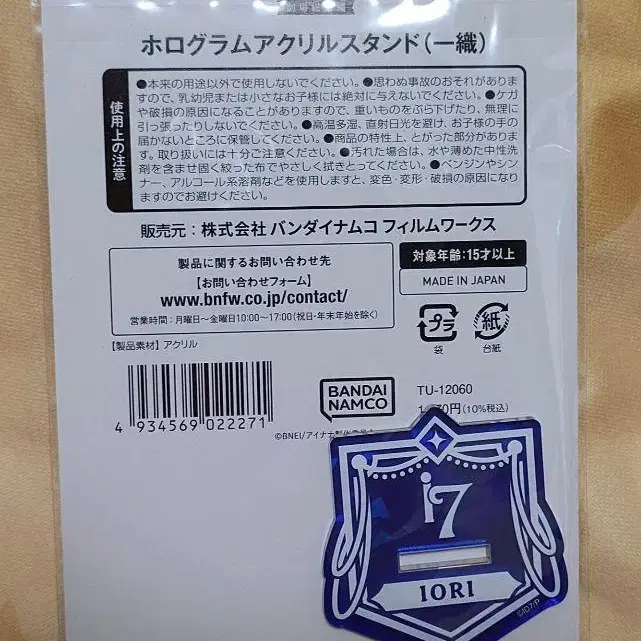 ホログラムアクリルスタンド（一織）
使用上の注意
●本来の用途以外で使用しないでください。●思わぬ事故のおそれがありま
すので、乳幼児または小さなお子様には絶対に与えないでください。●ケガ
や破損の原因になることがありますので、重いものをぶら下げたり、無理に
引っ張ったりしないでください。●高温多湿、直射日光を避け、お子様の手の
届かないところに保管してください。●商品の特性上、とがった部分がありま
す。取り扱いには十分ご注意ください。●汚れた場合は、水や薄めた中性洗
剤を含ませ固く絞った布でやさしく拭きとってください。●ベンジンやシン
ナー、アルコール系溶剤などを使用しますと、変色・変形・破損の原因になり
ますのでお避けください。
販売元：株式会社 バンダイナムコ フィルムワークス
製品に関するお問い合わせ先
【お問い合わせフォーム】
www.bnfw.co.jp/contact/
営業時間：月曜日～金曜日10:00～17:00（祝日・年末年始を除く）
対象年齢：15才以上
MADE IN JAPAN
プラ
袋
紙
台紙
【製品素材】アクリル
4 934569 022271
BANDAI
NAMCO
TU-12060
円（10%税込）
©BNEI/アイナナ製作
i7
IORI
©ID7/P